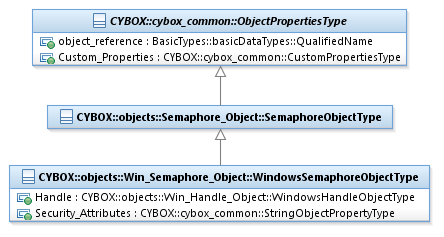 CYBOX::cybox_common::ObjectPropertiesType
object_reference : BasicTypes::basicDataTypes::QualifiedName
Custom_Properties : CYBOX::cybox_common::CustomPropertiesType
CYBOX::objects::Semaphore_Object::SemaphoreObjectType
CYBOX::objects::Win_Semaphore_Object::WindowsSemaphoreObjectType
Handle : CYBOX::objects::Win_Handle_Object::WindowsHandleObjectType
Security_Attributes : CYBOX::cybox_common::StringObjectPropertyType